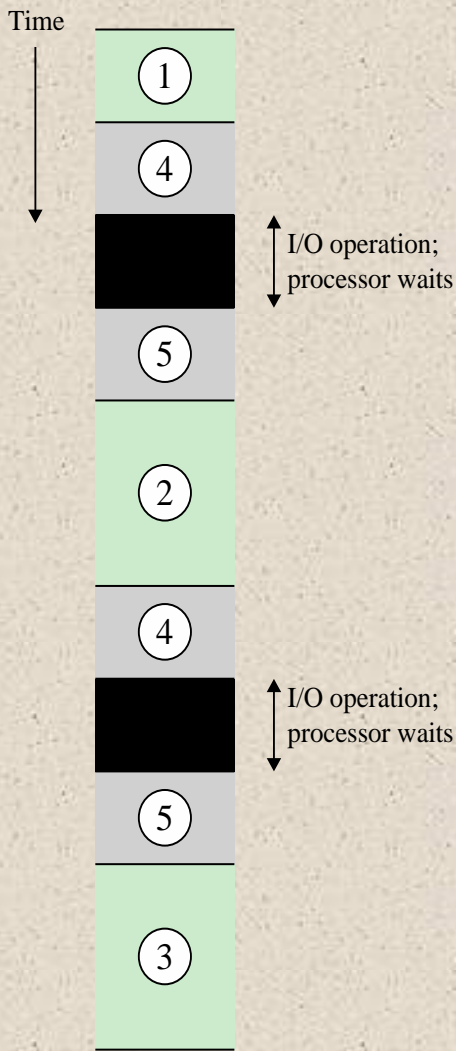 Time
1
4
I/O operation;
processor waits
5
2
4
I/O operation;
processor waits
5
3